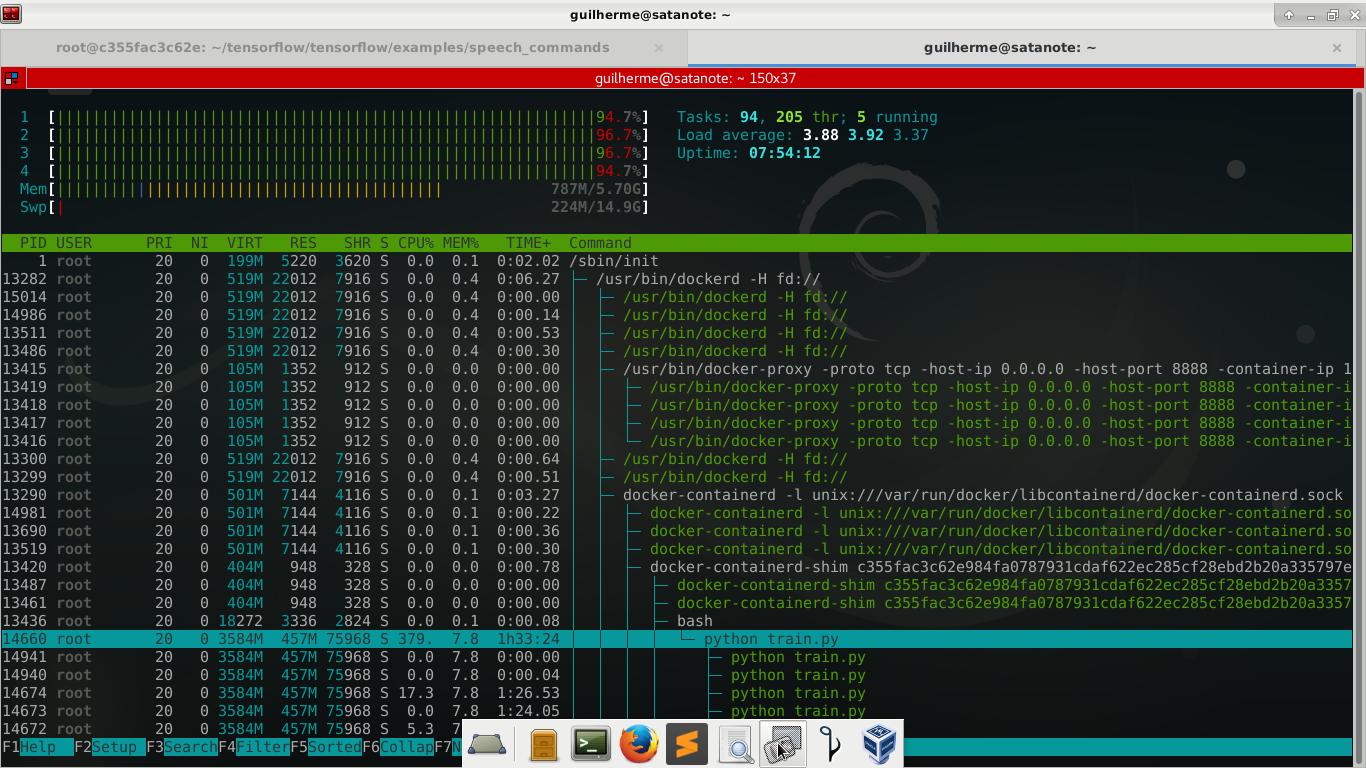 guilherme@satanote: ~
root@c355fac3c62e: ~/tensorflow/tensorflow/examples/speech_commands × guilherme@satanote: ~ ×
guilherme@satanote: ~ 150x37
1 [||||||||||||||||||||||||||||||||||||||||||||||||||||||||||||94.7%] Tasks: 94, 205 thr; 5 running
2 [||||||||||||||||||||||||||||||||||||||||||||||||||||||||||||96.7%] Load average: 3.88 3.92 3.37
3 [||||||||||||||||||||||||||||||||||||||||||||||||||||||||||||96.7%] Uptime: 07:54:12
4 [||||||||||||||||||||||||||||||||||||||||||||||||||||||||||||94.7%]
Mem[||||||||||||||||||||||||||||||||||||||||||| 787M/5.70G]
Swp[| 224M/14.9G]
PID USER PRI NI VIRT RES SHR S CPU% MEM% TIME+ Command
1 root 20 0 199M 5220 3620 S 0.0 0.1 0:02.02 /sbin/init
13282 root 20 0 519M 22012 7916 S 0.0 0.4 0:06.27 ├─ /usr/bin/dockerd -H fd://
15014 root 20 0 519M 22012 7916 S 0.0 0.4 0:00.00 │ ├─ /usr/bin/dockerd -H fd://
14986 root 20 0 519M 22012 7916 S 0.0 0.4 0:00.14 │ ├─ /usr/bin/dockerd -H fd://
13511 root 20 0 519M 22012 7916 S 0.0 0.4 0:00.53 │ ├─ /usr/bin/dockerd -H fd://
13486 root 20 0 519M 22012 7916 S 0.0 0.4 0:00.30 │ ├─ /usr/bin/dockerd -H fd://
13415 root 20 0 105M 1352 912 S 0.0 0.0 0:00.00 │ ├─ /usr/bin/docker-proxy -proto tcp -host-ip 0.0.0.0 -host-port 8888 -container-ip 1
13419 root 20 0 105M 1352 912 S 0.0 0.0 0:00.00 │ │ ├─ /usr/bin/docker-proxy -proto tcp -host-ip 0.0.0.0 -host-port 8888 -container-i
13418 root 20 0 105M 1352 912 S 0.0 0.0 0:00.00 │ │ ├─ /usr/bin/docker-proxy -proto tcp -host-ip 0.0.0.0 -host-port 8888 -container-i
13417 root 20 0 105M 1352 912 S 0.0 0.0 0:00.00 │ │ ├─ /usr/bin/docker-proxy -proto tcp -host-ip 0.0.0.0 -host-port 8888 -container-i
13416 root 20 0 105M 1352 912 S 0.0 0.0 0:00.00 │ │ └─ /usr/bin/docker-proxy -proto tcp -host-ip 0.0.0.0 -host-port 8888 -container-i
13300 root 20 0 519M 22012 7916 S 0.0 0.4 0:00.64 │ ├─ /usr/bin/dockerd -H fd://
13299 root 20 0 519M 22012 7916 S 0.0 0.4 0:00.51 │ ├─ /usr/bin/dockerd -H fd://
13290 root 20 0 501M 7144 4116 S 0.0 0.1 0:03.27 │ ├─ docker-containerd -l unix:///var/run/docker/libcontainerd/docker-containerd.sock
14981 root 20 0 501M 7144 4116 S 0.0 0.1 0:00.22 │ │ ├─ docker-containerd -l unix:///var/run/docker/libcontainerd/docker-containerd.so
13690 root 20 0 501M 7144 4116 S 0.0 0.1 0:00.36 │ │ ├─ docker-containerd -l unix:///var/run/docker/libcontainerd/docker-containerd.so
13519 root 20 0 501M 7144 4116 S 0.0 0.1 0:00.30 │ │ ├─ docker-containerd -l unix:///var/run/docker/libcontainerd/docker-containerd.so
13420 root 20 0 404M 948 328 S 0.0 0.0 0:00.78 │ │ ├─ docker-containerd-shim c355fac3c62e984fa0787931cdaf622ec285cf28ebd2b20a335797e
13487 root 20 0 404M 948 328 S 0.0 0.0 0:00.00 │ │ │ ├─ docker-containerd-shim c355fac3c62e984fa0787931cdaf622ec285cf28ebd2b20a3357
13461 root 20 0 404M 948 328 S 0.0 0.0 0:00.00 │ │ │ ├─ docker-containerd-shim c355fac3c62e984fa0787931cdaf622ec285cf28ebd2b20a3357
13436 root 20 0 18272 3336 2824 S 0.0 0.1 0:00.08 │ │ │ ├─ bash
14660 root 20 0 3584M 457M 75968 S 379. 7.8 1h33:24 │ │ │ │ └─ python train.py
14941 root 20 0 3584M 457M 75968 S 0.0 7.8 0:00.00 │ │ │ │ ├─ python train.py
14940 root 20 0 3584M 457M 75968 S 0.0 7.8 0:00.04 │ │ │ │ ├─ python train.py
14674 root 20 0 3584M 457M 75968 S 17.3 7.8 1:26.53 │ │ │ │ ├─ python train.py
14673 root 20 0 3584M 457M 75968 S 0.0 7.8 1:24.05 │ │ │ │ ├─ python train.py
14672 root 20 0 3584M 457M 75968 S 5.3 7
F1Help F2Setup F3SearchF4FilterF5SortedF6CollapF7N